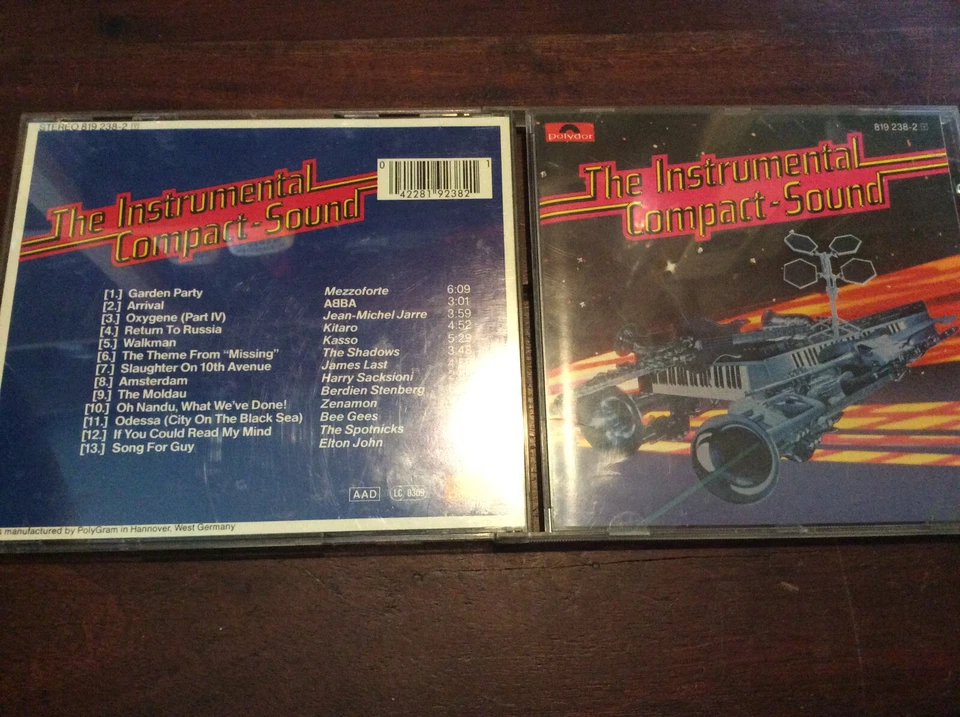 STEREO 819 238-2
0 42281 92382 1
The Instrumental
Compact-Sound
[1.] Garden Party Mezzoforte 6:09
[2.] Arrival ABBA 3:01
[3.] Oxygene (Part IV) Jean-Michel Jarre 3:59
[4.] Return To Russia Kitaro 4:52
[5.] Walkman Kasso 5:29
[6.] The Theme From "Missing" The Shadows
[7.] Slaughter On 10th Avenue James Last
[8.] Amsterdam Harry Sacksioni
[9.] The Moldau Berdien Stenberg
[10.] Oh Nandu, What We've Done! Zenamon
[11.] Odessa (City On The Black Sea) Bee Gees
[12.] If You Could Read My Mind The Spotnicks
[13.] Song For Guy Elton John
AAD LC 0309
manufactured by PolyGram in Hannover, West Germany
polydor
819 238-2
The Instrumental
Compact-Sound